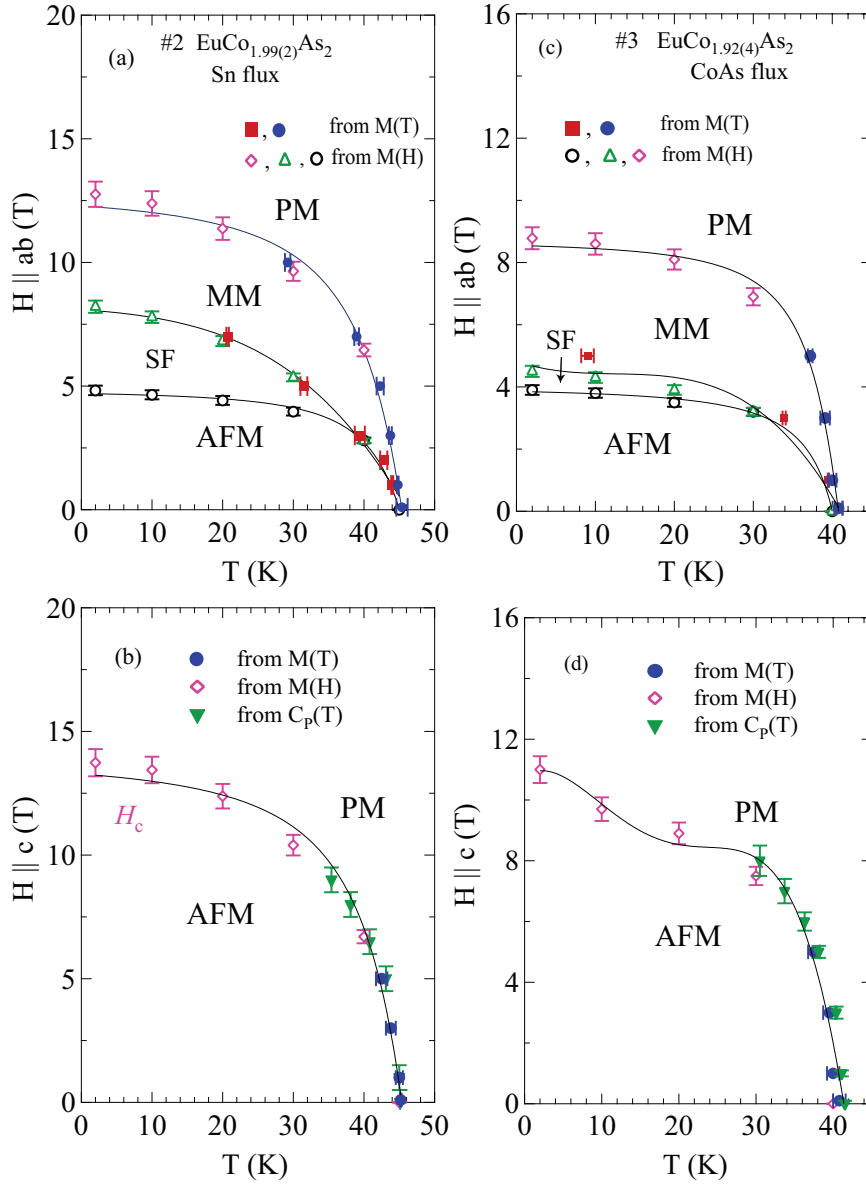 (a)
#2 EuCo1.99(2)As2
Sn flux
, from M(T)
, , from M(H)
PM
MM
SF
AFM
H || ab (T)
20
15
10
5
0
0 10 20 30 40 50
T (K)
(c)
#3 EuCo1.92(4)As2
CoAs flux
, from M(T)
, , from M(H)
PM
MM
SF
AFM
H || ab (T)
16
12
8
4
0
10 20 30 40
T (K)
(b)
from M(T)
from M(H)
from CP(T)
PM
Hc
AFM
H || c (T)
20
15
10
5
0
0 10 20 30 40 50
T (K)
(d)
from M(T)
from M(H)
from CP(T)
PM
AFM
H || c (T)
16
12
8
4
0
0 10 20 30 40
T (K)